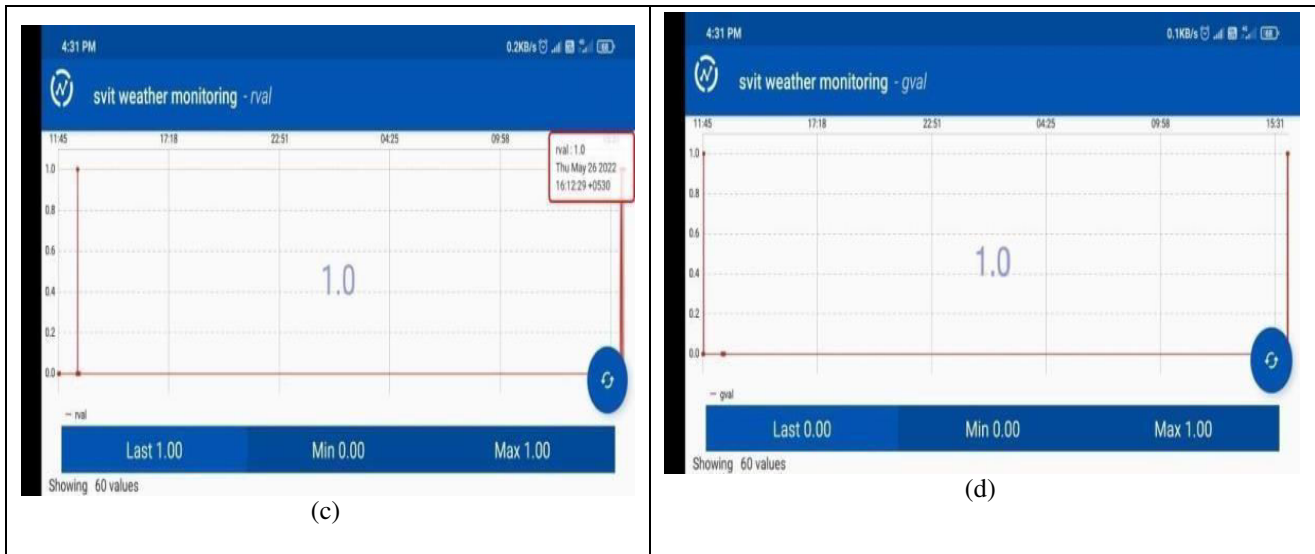 4:31 PM
0.2KB/s
68
svit weather monitoring - rval
11:45 17:18 22:51 04:25 09:58
rval : 1.0
Thu May 26 2022
16:12:29 +0530
1.0
0.8
0.6
0.4
0.2
0.0
1.0
rval
Last 1.00 Min 0.00 Max 1.00
Showing 60 values
(c)
4:31 PM
0.1KB/s
68
svit weather monitoring - gval
11:45 17:18 22:51 04:25 09:58 15:31
1.0
0.8
0.6
0.4
0.2
0.0
1.0
gval
Last 0.00 Min 0.00 Max 1.00
Showing 60 values
(d)